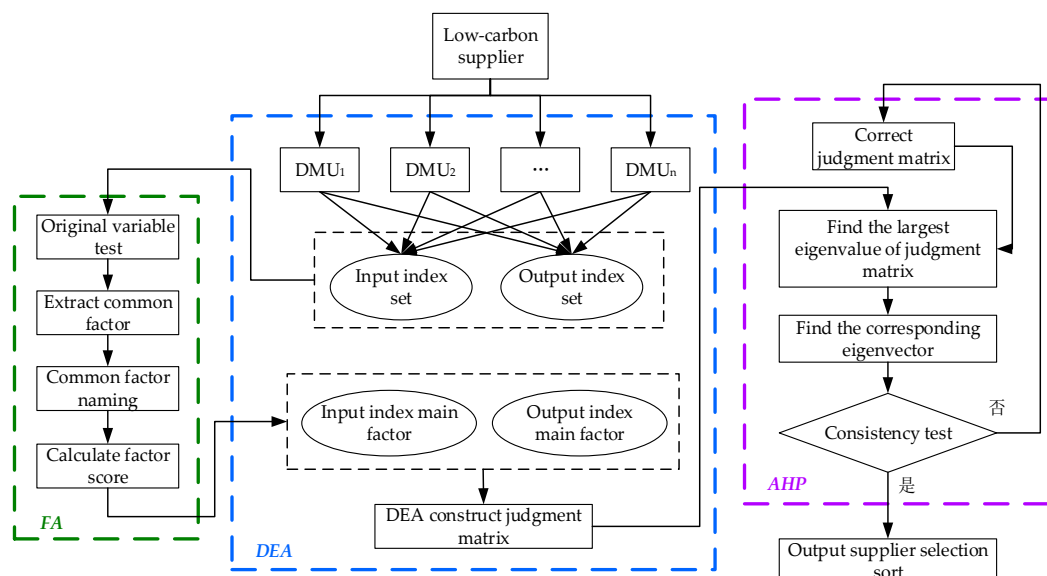 Low-carbon
supplier
DMU₁
DMU₂
...
DMUₙ
Input index
set
Output index
set
Original variable
test
Extract common
factor
Common factor
naming
Calculate factor
score
FA
Input index main
factor
Output index
main factor
DEA construct judgment
matrix
DEA
Correct
judgment matrix
Find the largest
eigenvalue of judgment
matrix
Find the corresponding
eigenvector
Consistency test
否
是
AHP
Output supplier selection
sort